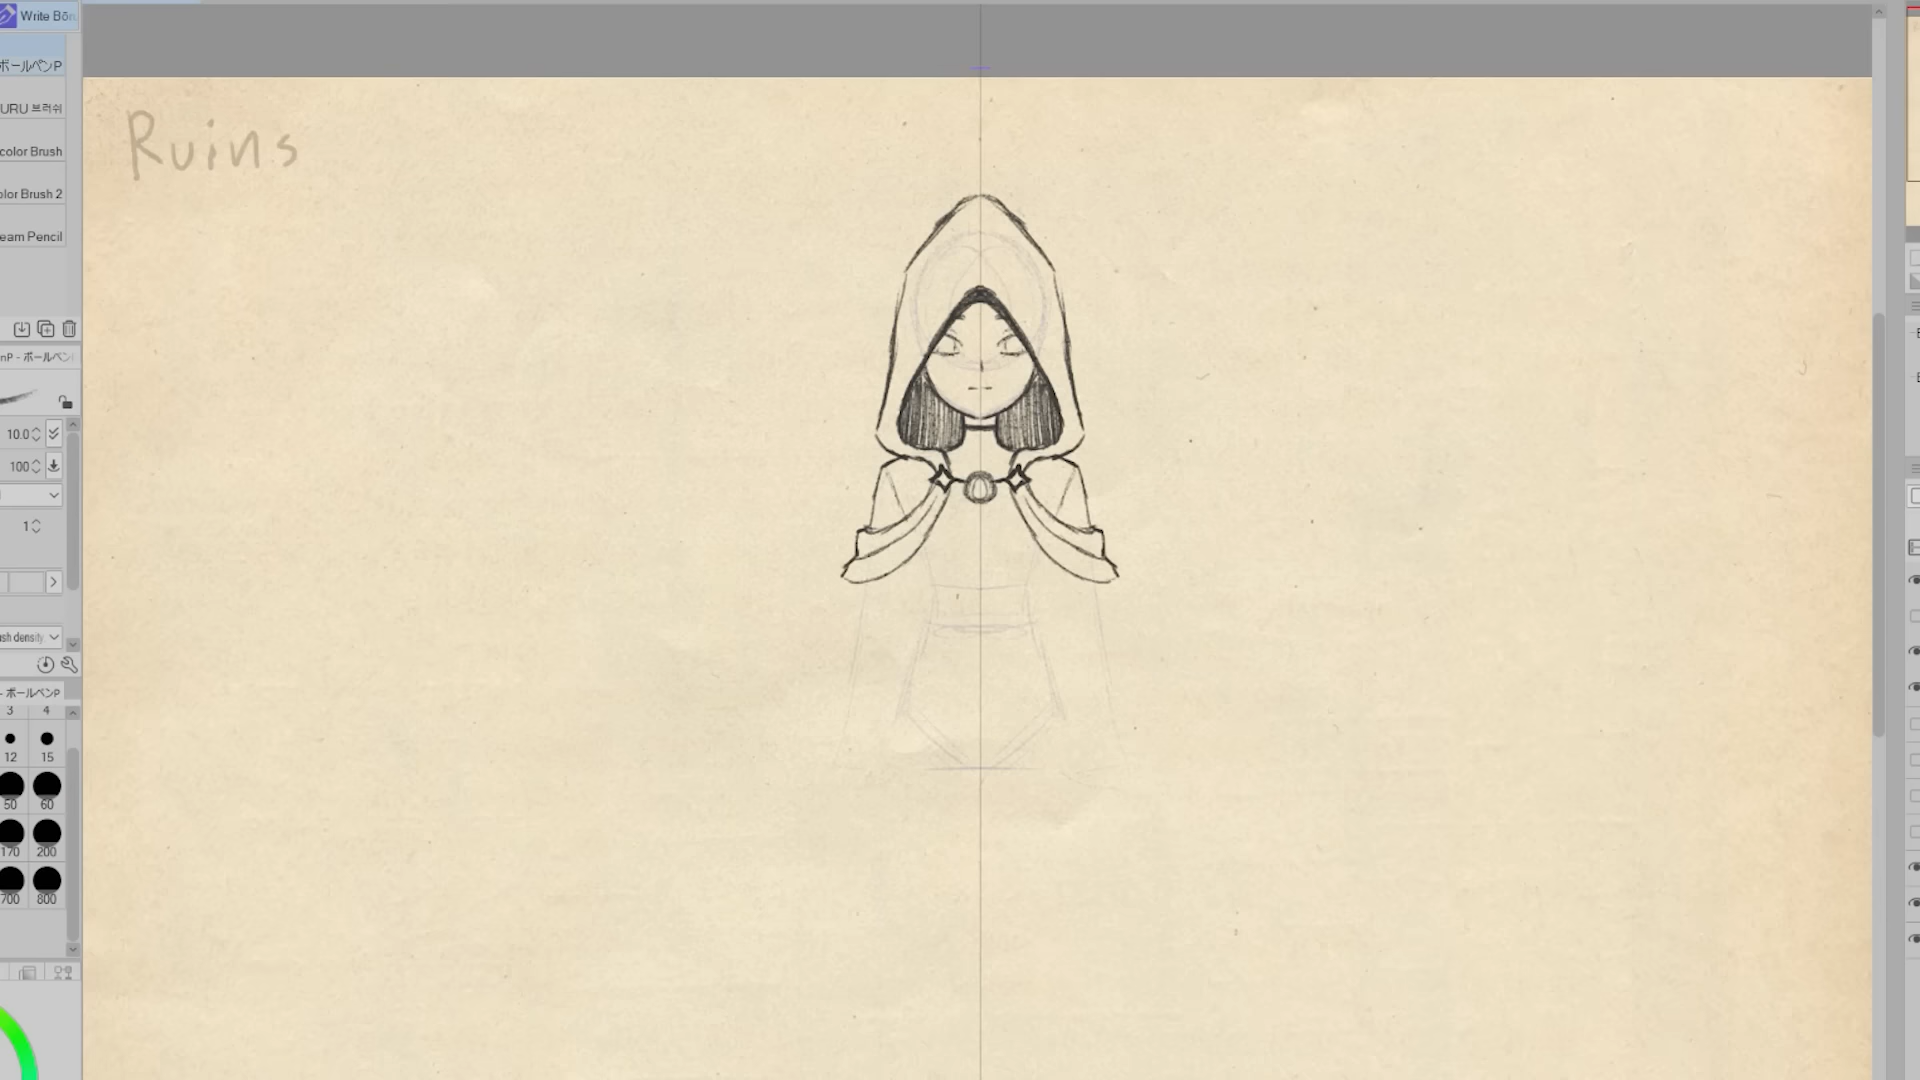 Write Bön
ボールペンP
URU 브러쉬
color Brush
olor Brush 2
eam Pencil
nP - ボールペン
10.0
100
1
sh density
- ボールペンP
3 4
12 15
50 60
170 200
700 800
Ruins